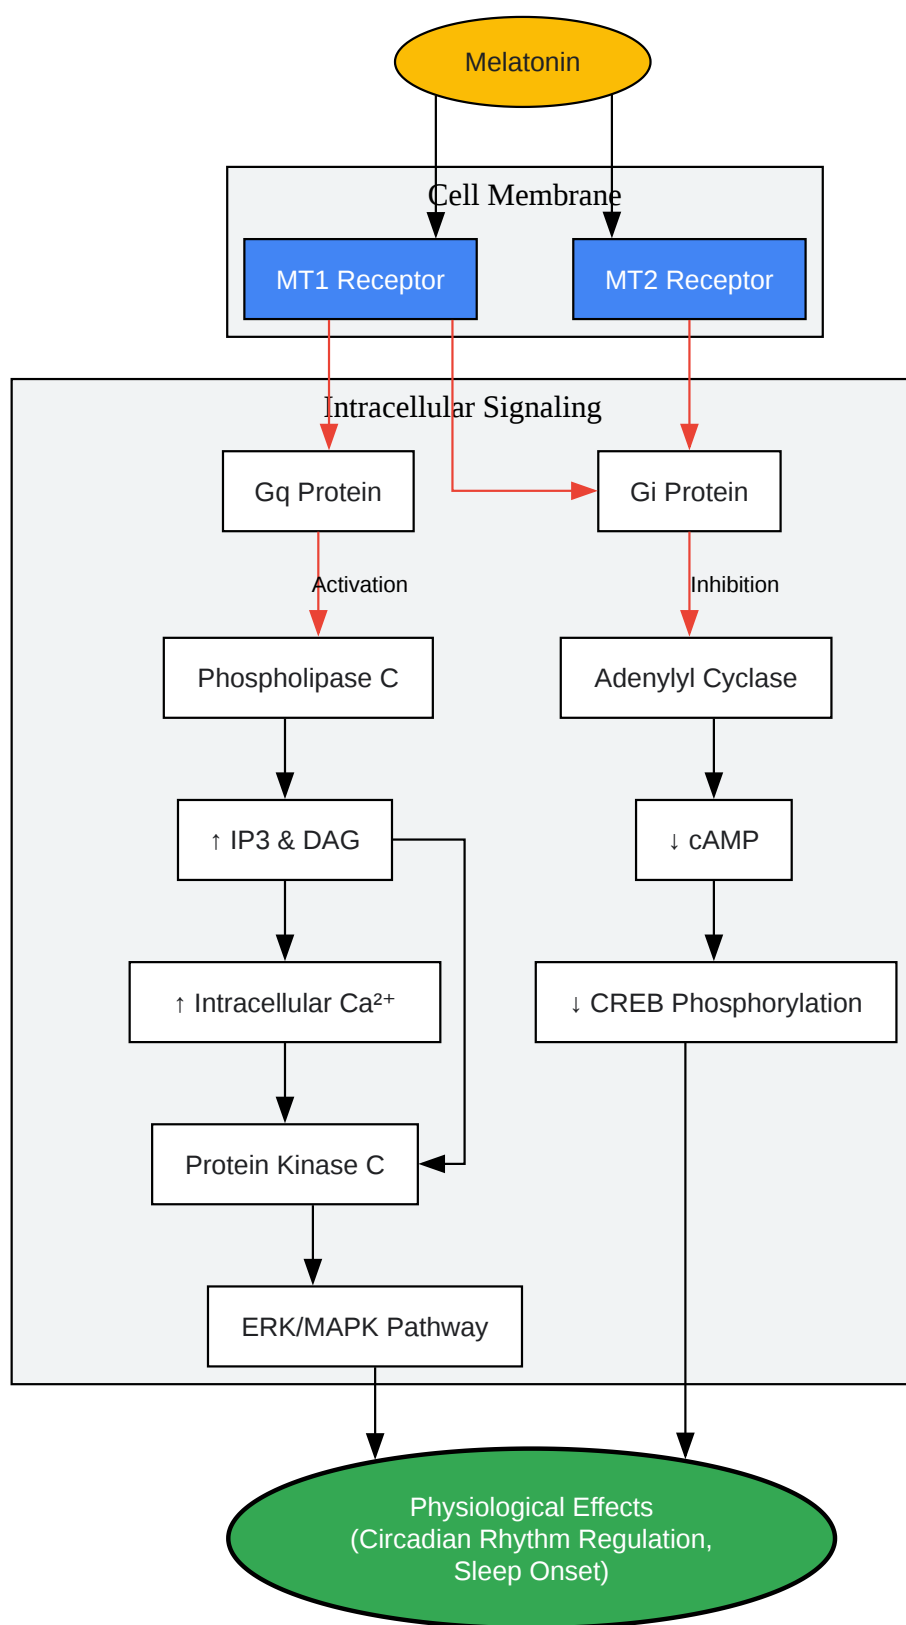 Melatonin
Cell Membrane
MT1 Receptor
MT2 Receptor
Intracellular Signaling
Gq Protein
Gi Protein
Activation
Inhibition
Phospholipase C
Adenylyl Cyclase
↑ IP3 & DAG
↓ cAMP
↑ Intracellular Ca²⁺
↓ CREB Phosphorylation
Protein Kinase C
ERK/MAPK Pathway
Physiological Effects
(Circadian Rhythm Regulation,
Sleep Onset)